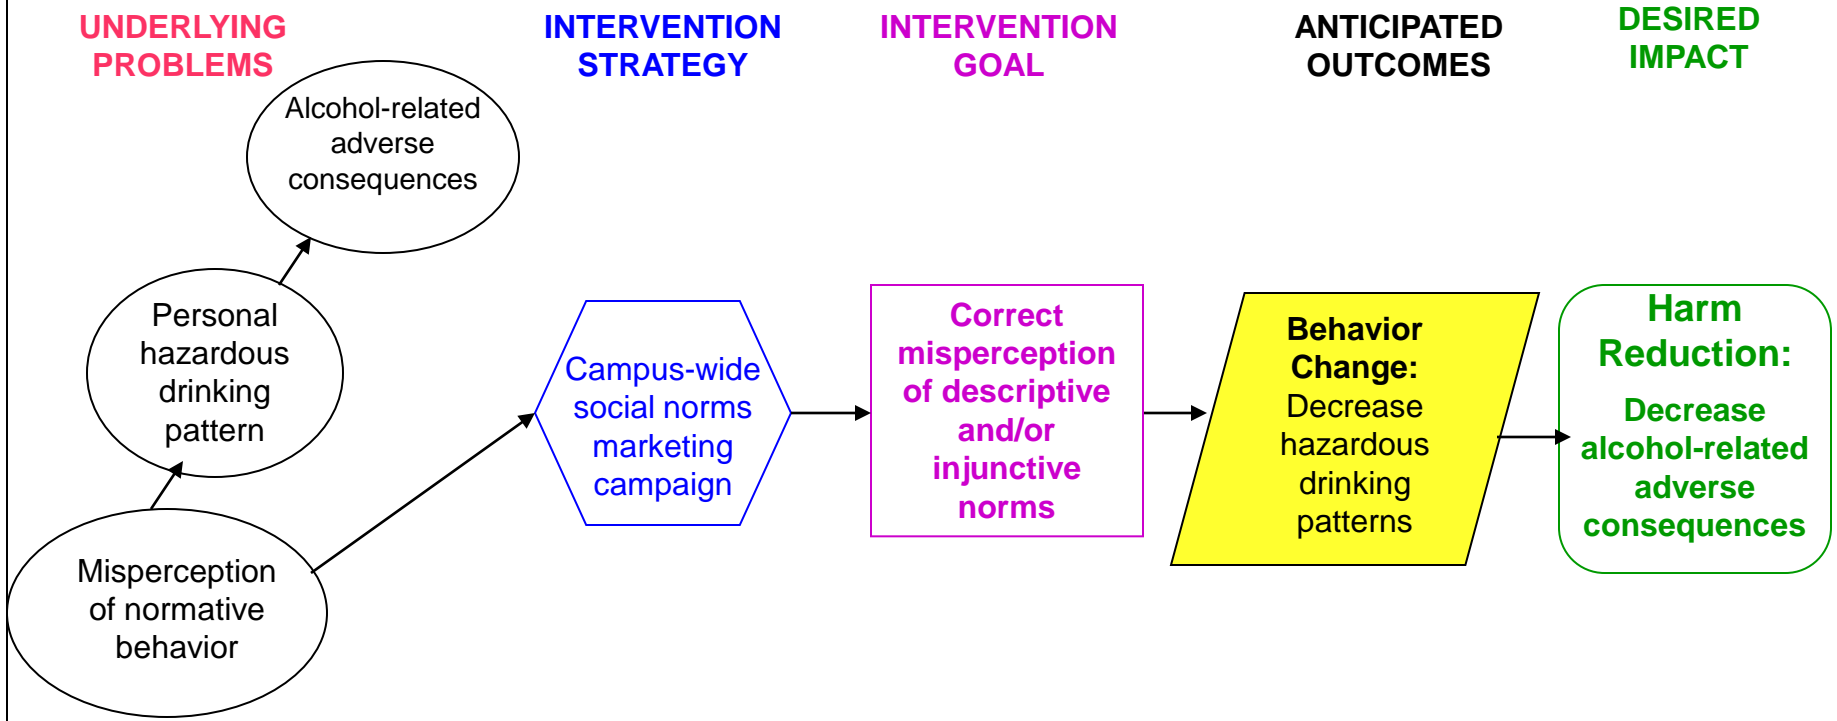 UNDERLYING
PROBLEMS
INTERVENTION
STRATEGY
INTERVENTION
GOAL
ANTICIPATED
OUTCOMES
DESIRED
IMPACT
Alcohol-related
adverse
consequences
Personal
hazardous
drinking
pattern
Misperception
of normative
behavior
Campus-wide
social norms
marketing
campaign
Correct
misperception
of descriptive
and/or
injunctive
norms
Behavior
Change:
Decrease
hazardous
drinking
patterns
Harm
Reduction:
Decrease
alcohol-related
adverse
consequences